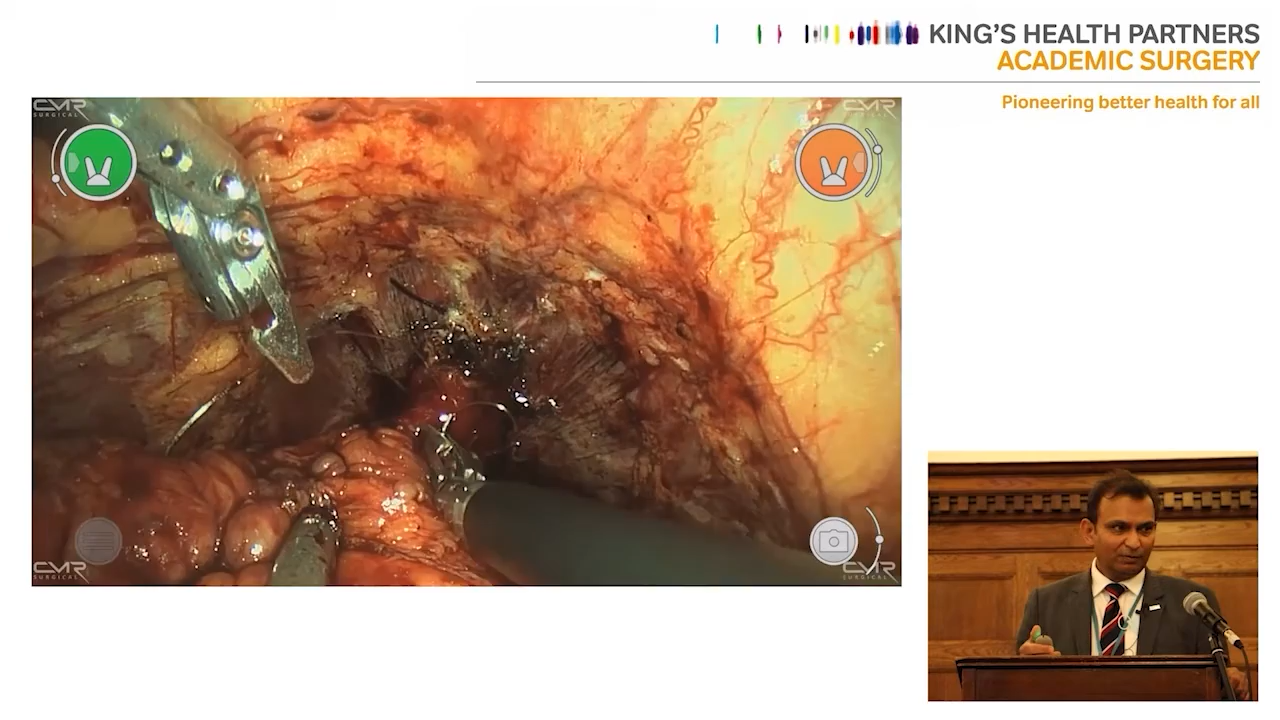 KING'S HEALTH PARTNERS
ACADEMIC SURGERY
Pioneering better health for all
CMR
SURGICAL
CMR
SURGICAL
CMR
SURGICAL
CMR
SURGICAL